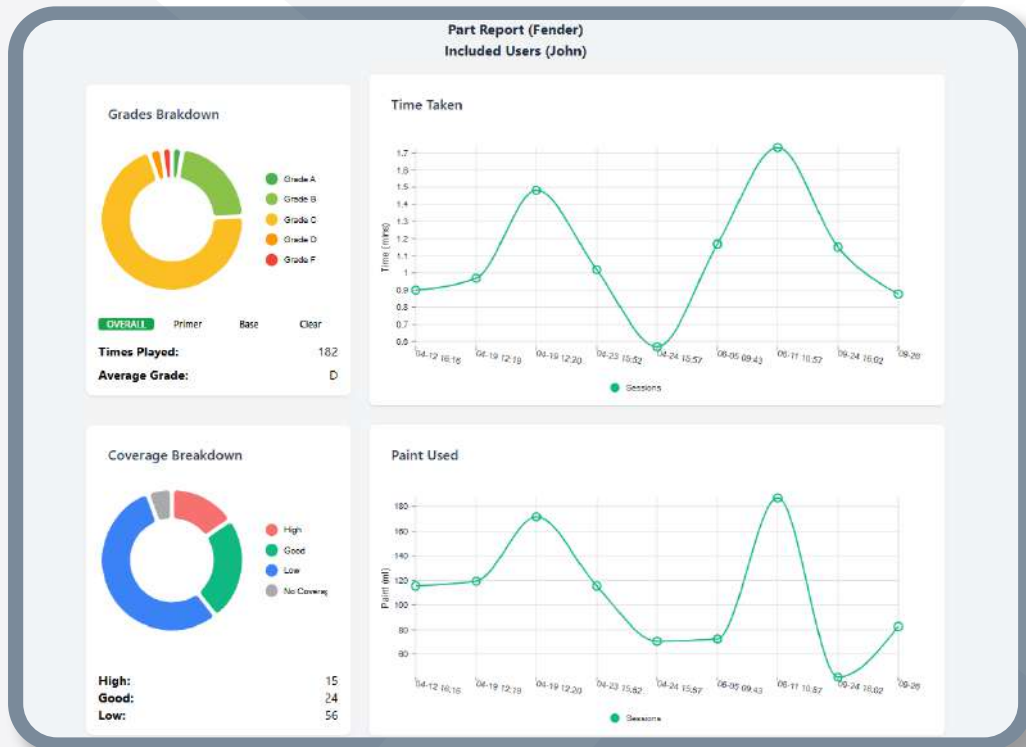 Part Report (Fender)
Included Users (John)
Grades Brakdown
Grade A
Grade B
Grade C
Grade D
Grade F
OVERALL Primer Base Clear
Times Played: 182
Average Grade: D
Time Taken
Time (mins)
1.7
1.6
1.5
1.3
1.2
1
0.9
0.8
0.7
0.6
04-12 16:16 04-19 12:19 04-19 12:20 04-23 15:52 04-24 15:57 06-05 09:43 06-11 10:57 09-24 16:02 09-26
Sessions
Coverage Breakdown
High
Good
Low
No Coverag
High: 15
Good: 24
Low: 56
Paint Used
Paint (ml)
180
160
140
120
100
80
60
04-12 16:16 04-19 12:19 04-19 12:20 04-23 15:52 04-24 15:57 06-05 09:43 06-11 10:57 09-24 16:02 09-26
Sessions